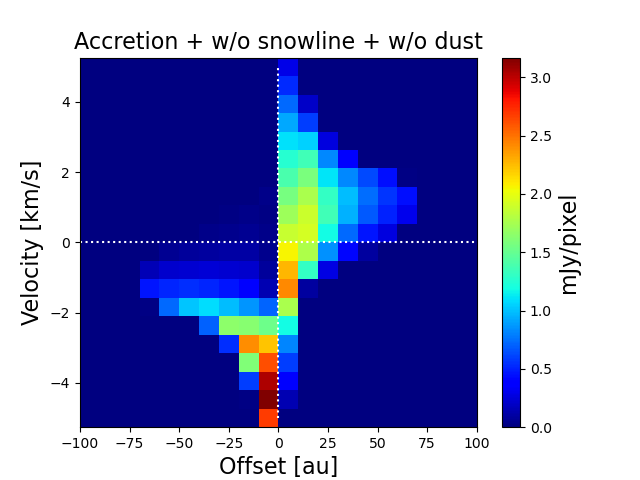 Accretion + w/o snowline + w/o dust
Velocity [km/s]
4
2
0
−2
−4
−100 −75 −50 −25 0 25 50 75 100
Offset [au]
3.0
2.5
2.0
1.5
1.0
0.5
0.0
mJy/pixel